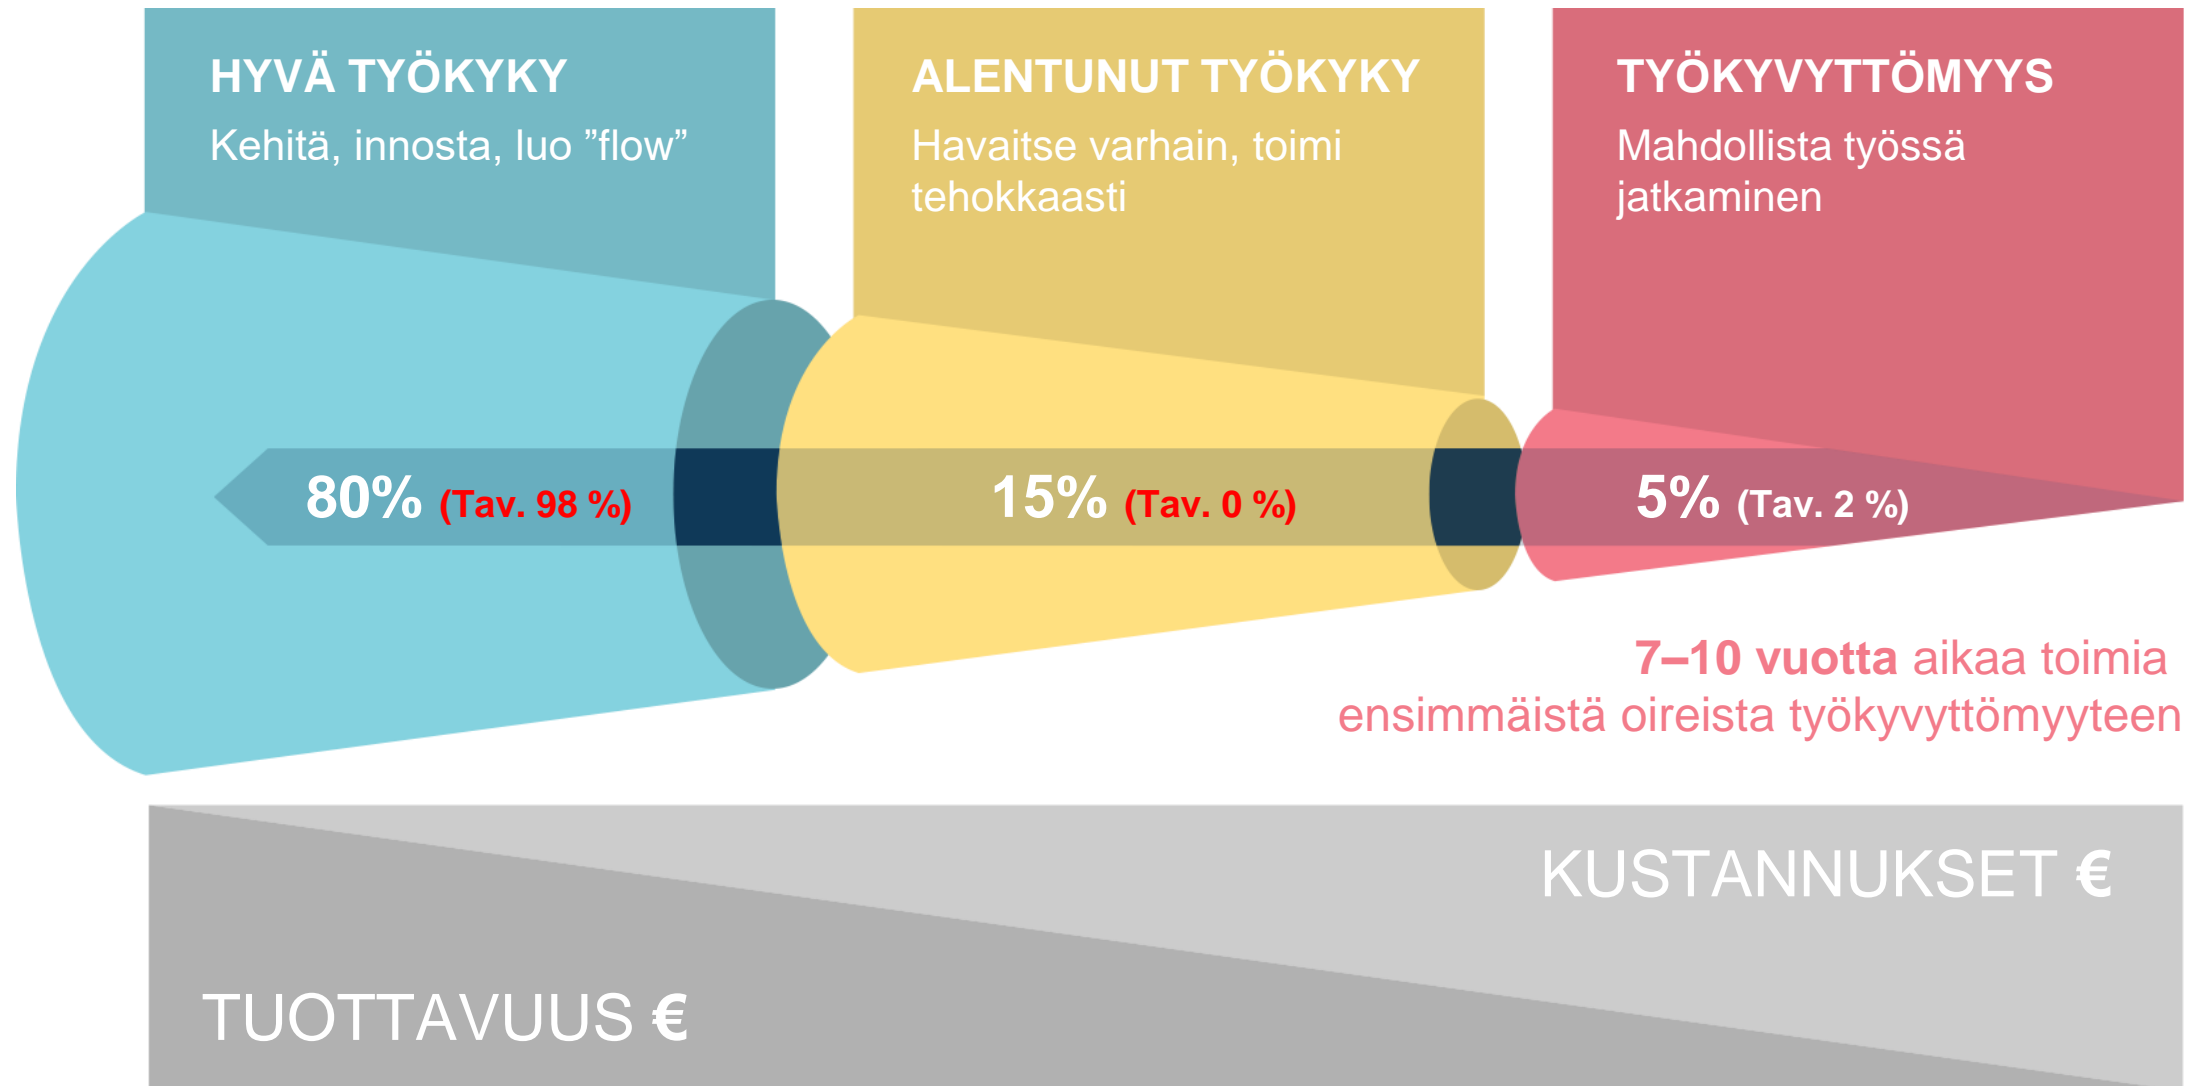 HYVÄ TYÖKYKY
Kehitä, innosta, luo ”flow”
ALENTUNUT TYÖKYKY
Havaitse varhain, toimi
tehokkaasti
TYÖKYVYTTÖMYYS
Mahdollista työssä
jatkaminen
80% (Tav. 98 %)
15% (Tav. 0 %)
5% (Tav. 2 %)
7–10 vuotta aikaa toimia
ensimmäistä oireista työkyvyttömyyteen
KUSTANNUKSET €
TUOTTAVUUS €